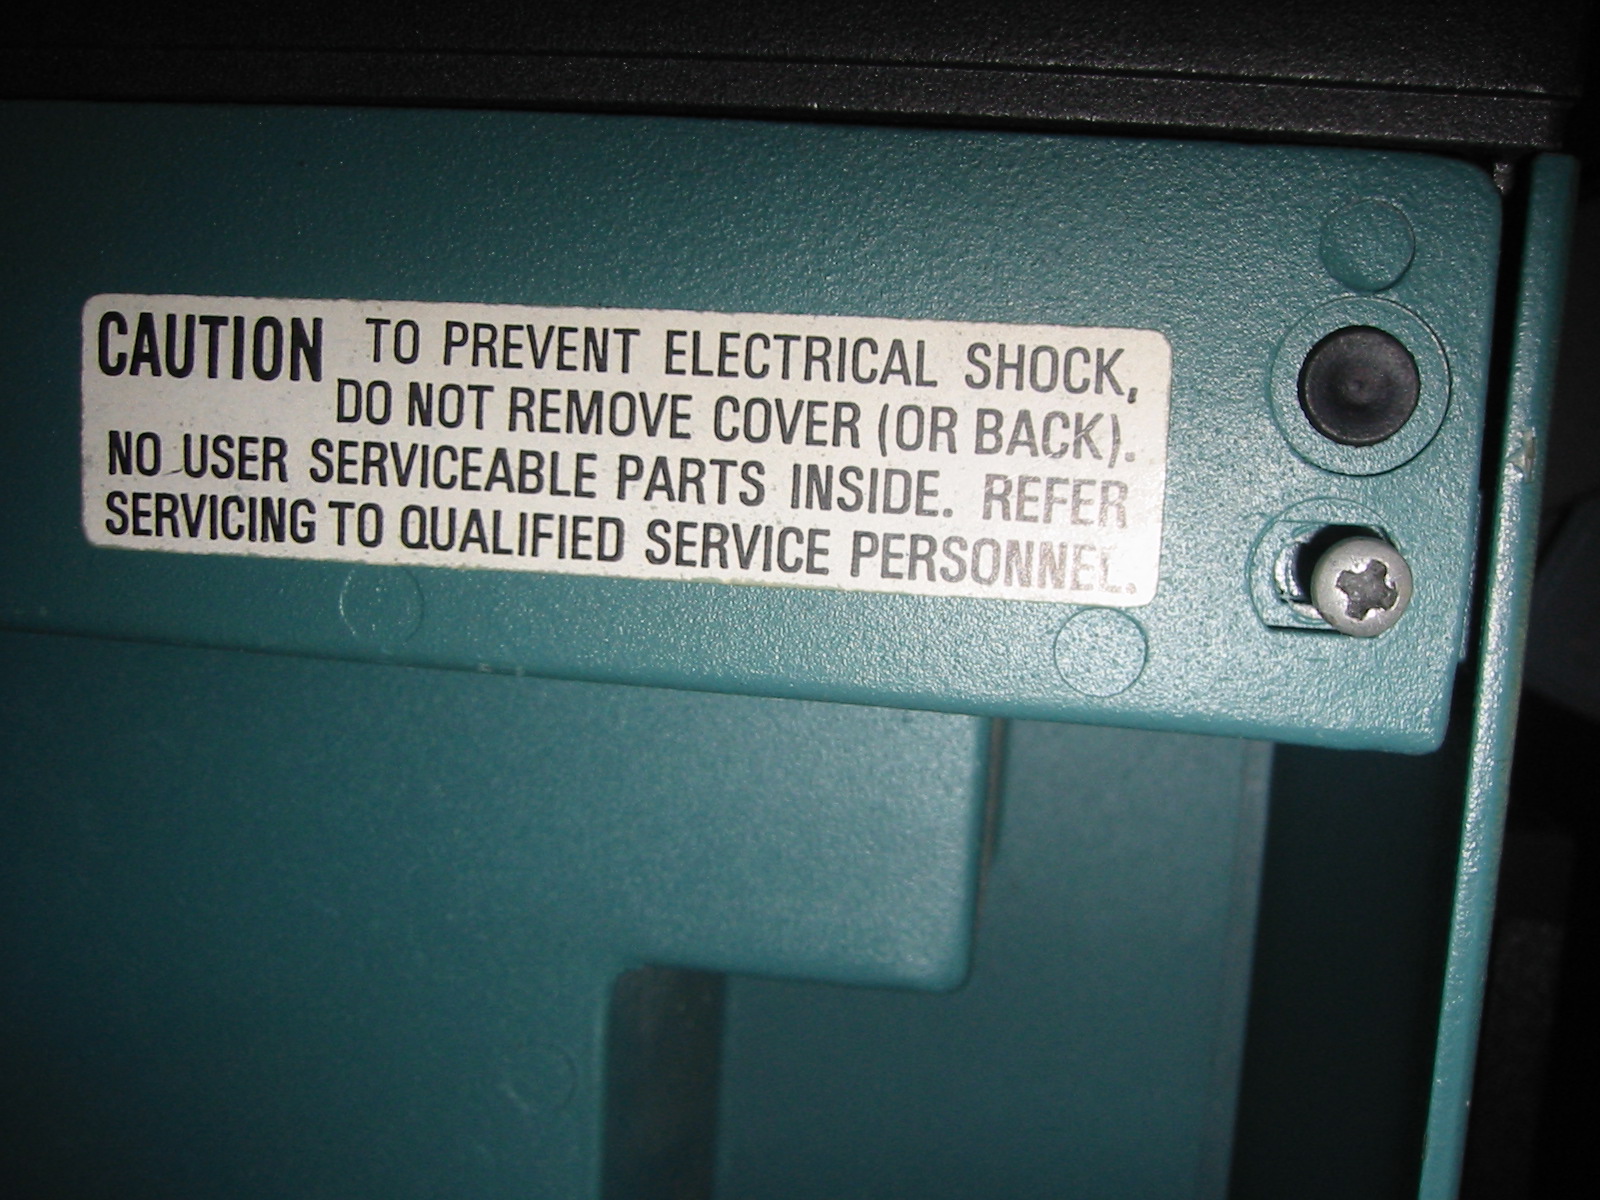 CAUTION TO PREVENT ELECTRICAL SHOCK,
DO NOT REMOVE COVER (OR BACK).
NO USER SERVICEABLE PARTS INSIDE. REFER
SERVICING TO QUALIFIED SERVICE PERSONNEL.